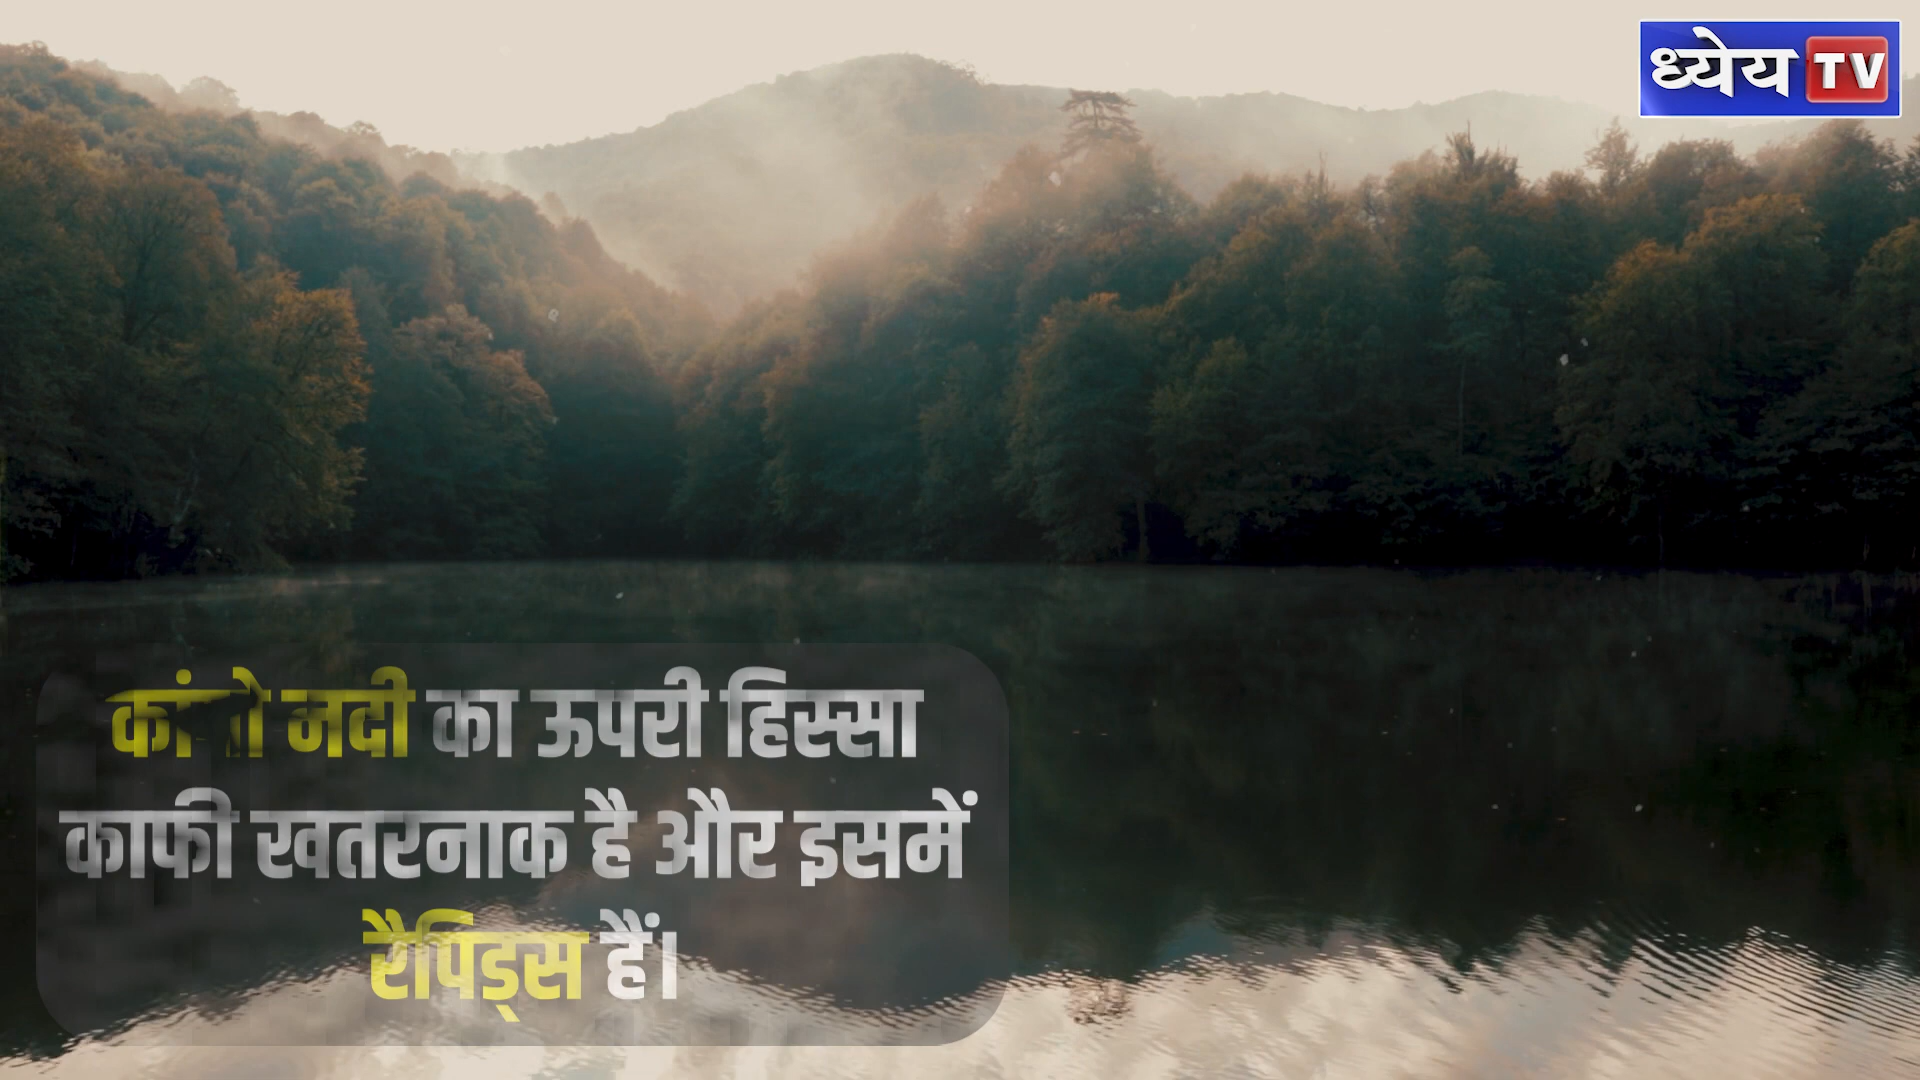 ध्येय TV
नदी का ऊपरी हिस्सा
काफी खतरनाक है और इसमें
रैपिड्स हैं।